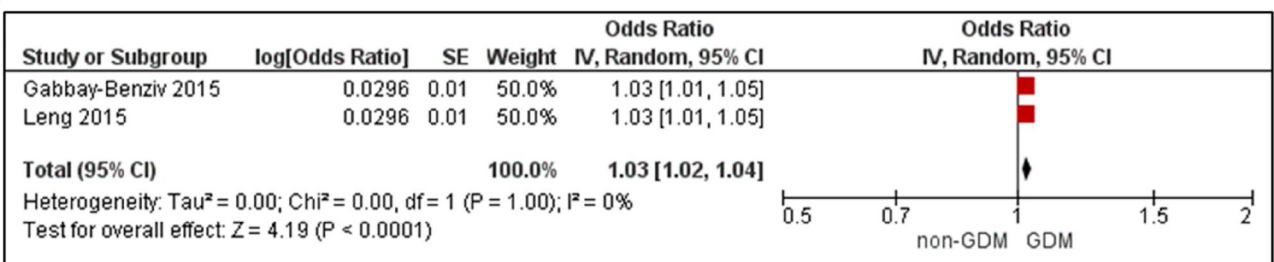 Odds Ratio Odds Ratio
Study or Subgroup log[Odds Ratio] SE Weight IV, Random, 95% CI IV, Random, 95% CI
Gabbay-Benziv 2015 0.0296 0.01 50.0% 1.03 [1.01, 1.05]
Leng 2015 0.0296 0.01 50.0% 1.03 [1.01, 1.05]
Total (95% CI) 100.0% 1.03 [1.02, 1.04]
Heterogeneity: Tau² = 0.00; Chi² = 0.00, df = 1 (P = 1.00); I² = 0%
Test for overall effect: Z = 4.19 (P < 0.0001)
0.5 0.7 1 1.5 2
non-GDM GDM